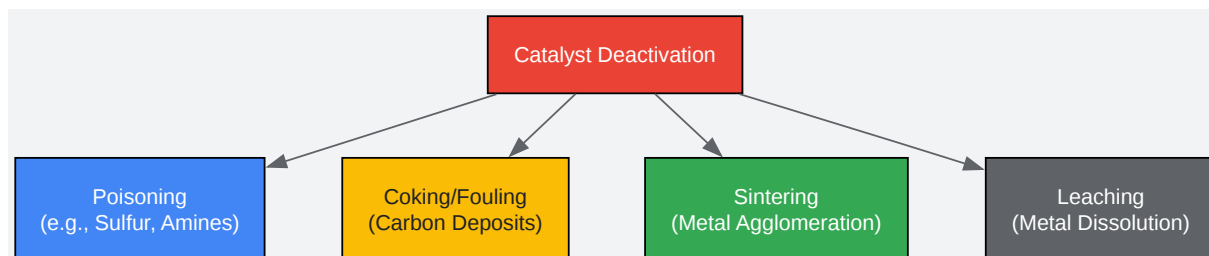 Catalyst Deactivation
Poisoning
(e.g., Sulfur, Amines)
Coking/Fouling
(Carbon Deposits)
Sintering
(Metal Agglomeration)
Leaching
(Metal Dissolution)